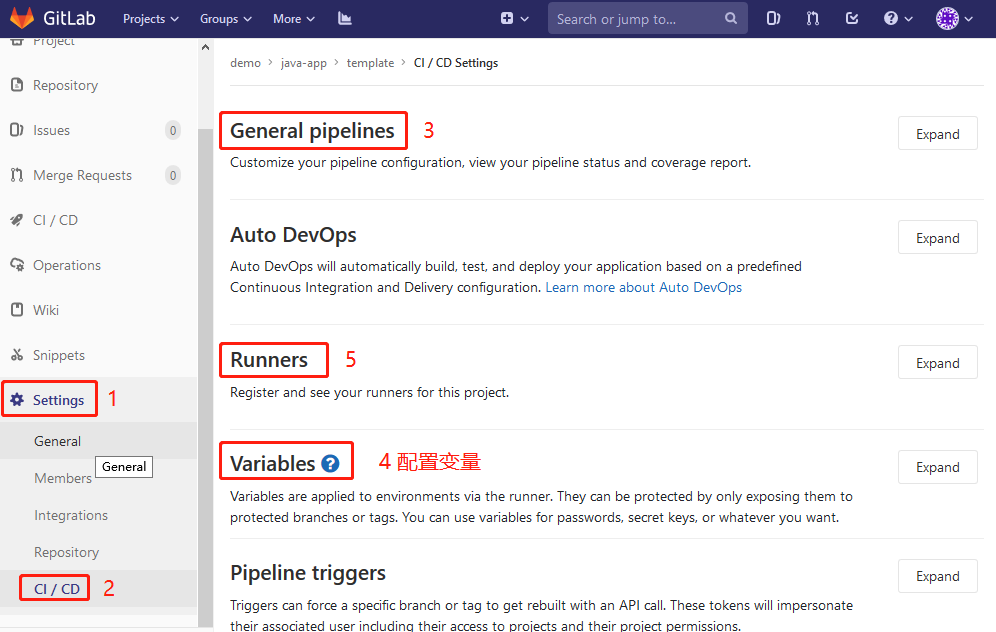 GitLab Projects Groups More Search or jump to...
Project
Repository
Issues 0
Merge Requests 0
CI / CD
Operations
Wiki
Snippets
Settings 1
General
General
Members
Integrations
Repository
CI / CD 2
demo > java-app > template > CI / CD Settings
General pipelines 3
Expand
Customize your pipeline configuration, view your pipeline status and coverage report.
Auto DevOps
Expand
Auto DevOps will automatically build, test, and deploy your application based on a predefined
Continuous Integration and Delivery configuration. Learn more about Auto DevOps
Runners 5
Expand
Register and see your runners for this project.
Variables ? 4 配置变量
Expand
Variables are applied to environments via the runner. They can be protected by only exposing them to
protected branches or tags. You can use variables for passwords, secret keys, or whatever you want.
Pipeline triggers
Expand
Triggers can force a specific branch or tag to get rebuilt with an API call. These tokens will impersonate
their associated user including their access to projects and their project permissions.